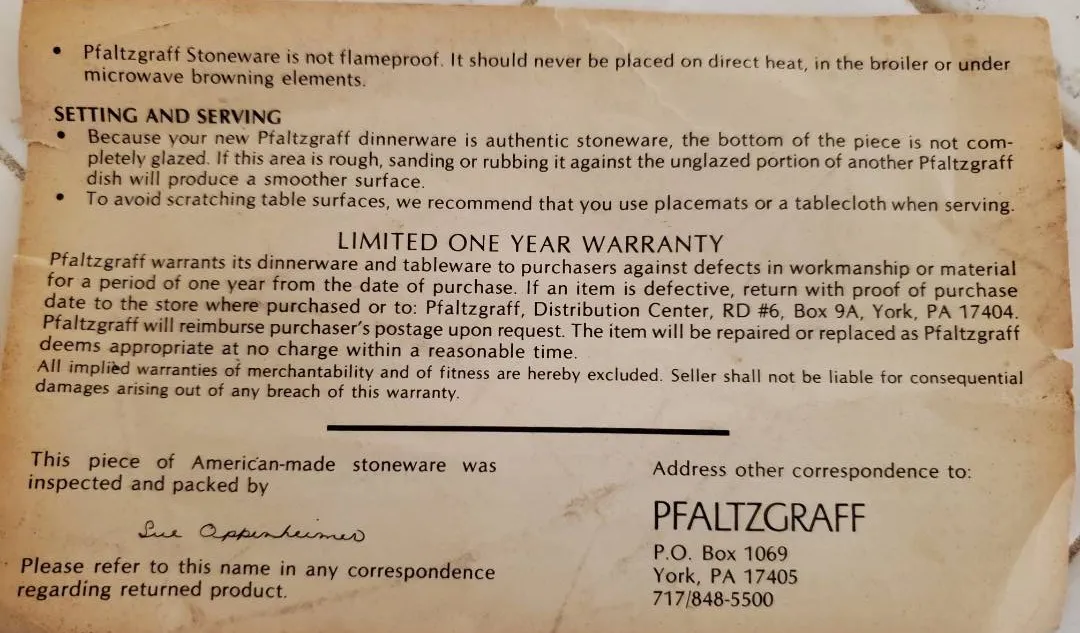 • Pfaltzgraff Stoneware is not flameproof. It should never be placed on direct heat, in the broiler or under
microwave browning elements.
SETTING AND SERVING
• Because your new Pfaltzgraff dinnerware is authentic stoneware, the bottom of the piece is not com-
pletely glazed. If this area is rough, sanding or rubbing it against the unglazed portion of another Pfaltzgraff
dish will produce a smoother surface.
• To avoid scratching table surfaces, we recommend that you use placemats or a tablecloth when serving.
LIMITED ONE YEAR WARRANTY
Pfaltzgraff warrants its dinnerware and tableware to purchasers against defects in workmanship or material
for a period of one year from the date of purchase. If an item is defective, return with proof of purchase
date to the store where purchased or to: Pfaltzgraff, Distribution Center, RD #6, Box 9A, York, PA 17404.
Pfaltzgraff will reimburse purchaser's postage upon request. The item will be repaired or replaced as Pfaltzgraff
deems appropriate at no charge within a reasonable time.
All implied warranties of merchantability and of fitness are hereby excluded. Seller shall not be liable for consequential
damages arising out of any breach of this warranty.
This piece of American-made stoneware was
inspected and packed by
Sue Oppenheimer
Please refer to this name in any correspondence
regarding returned product.
Address other correspondence to:
PFALTZGRAFF
P.O. Box 1069
York, PA 17405
717/848-5500